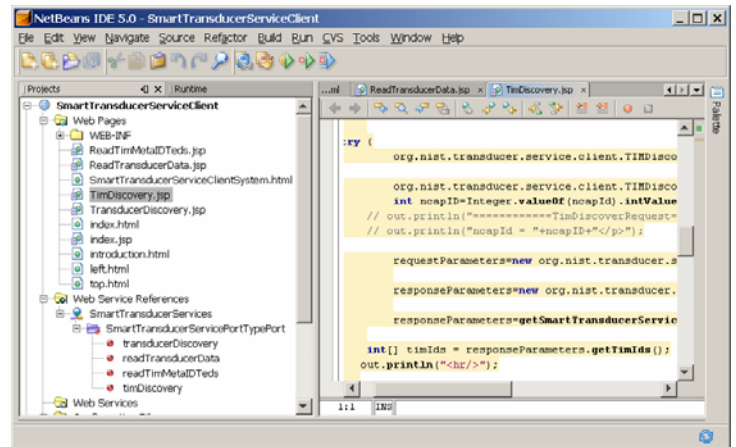 NetBeans IDE 5.0 - SmartTransducerServiceClient
File Edit View Navigate Source Refactor Build Run CVS Tools Window Help
Projects
Runtime
SmartTransducerServiceClient
Web Pages
WEB-INF
ReadTimMetaIDTeds.jsp
ReadTransducerData.jsp
SmartTransducerServiceClientSystem.html
TimDiscovery.jsp
TransducerDiscovery.jsp
index.html
index.jsp
introduction.html
left.html
top.html
Web Service References
SmartTransducerServices
SmartTransducerServicePortTypePort
transducerDiscovery
readTransducerData
readTimMetaIDTeds
timDiscovery
Web Services
...ml ReadTransducerData.jsp x TimDiscovery.jsp x
Palette
:ry {
org.nist.transducer.service.client.TIMDisco
org.nist.transducer.service.client.TIMDisco
int ncapID=Integer.valueOf(ncapId).intValue
// out.println("============TimDiscoverRequest=
// out.println("ncapId = "+ncapID+"</p>");
requestParameters=new org.nist.transducer.s
responseParameters=new org.nist.transducer.
responseParameters=getSmartTransducerServic
int[] timIds = responseParameters.getTimIds();
out.println("<hr/>");
1:1 INS